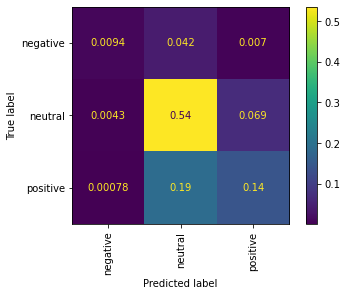 negative 0.0094 0.042 0.007
neutral 0.0043 0.54 0.069
positive 0.00078 0.19 0.14
True label
negative neutral positive
Predicted label
0.5
0.4
0.3
0.2
0.1